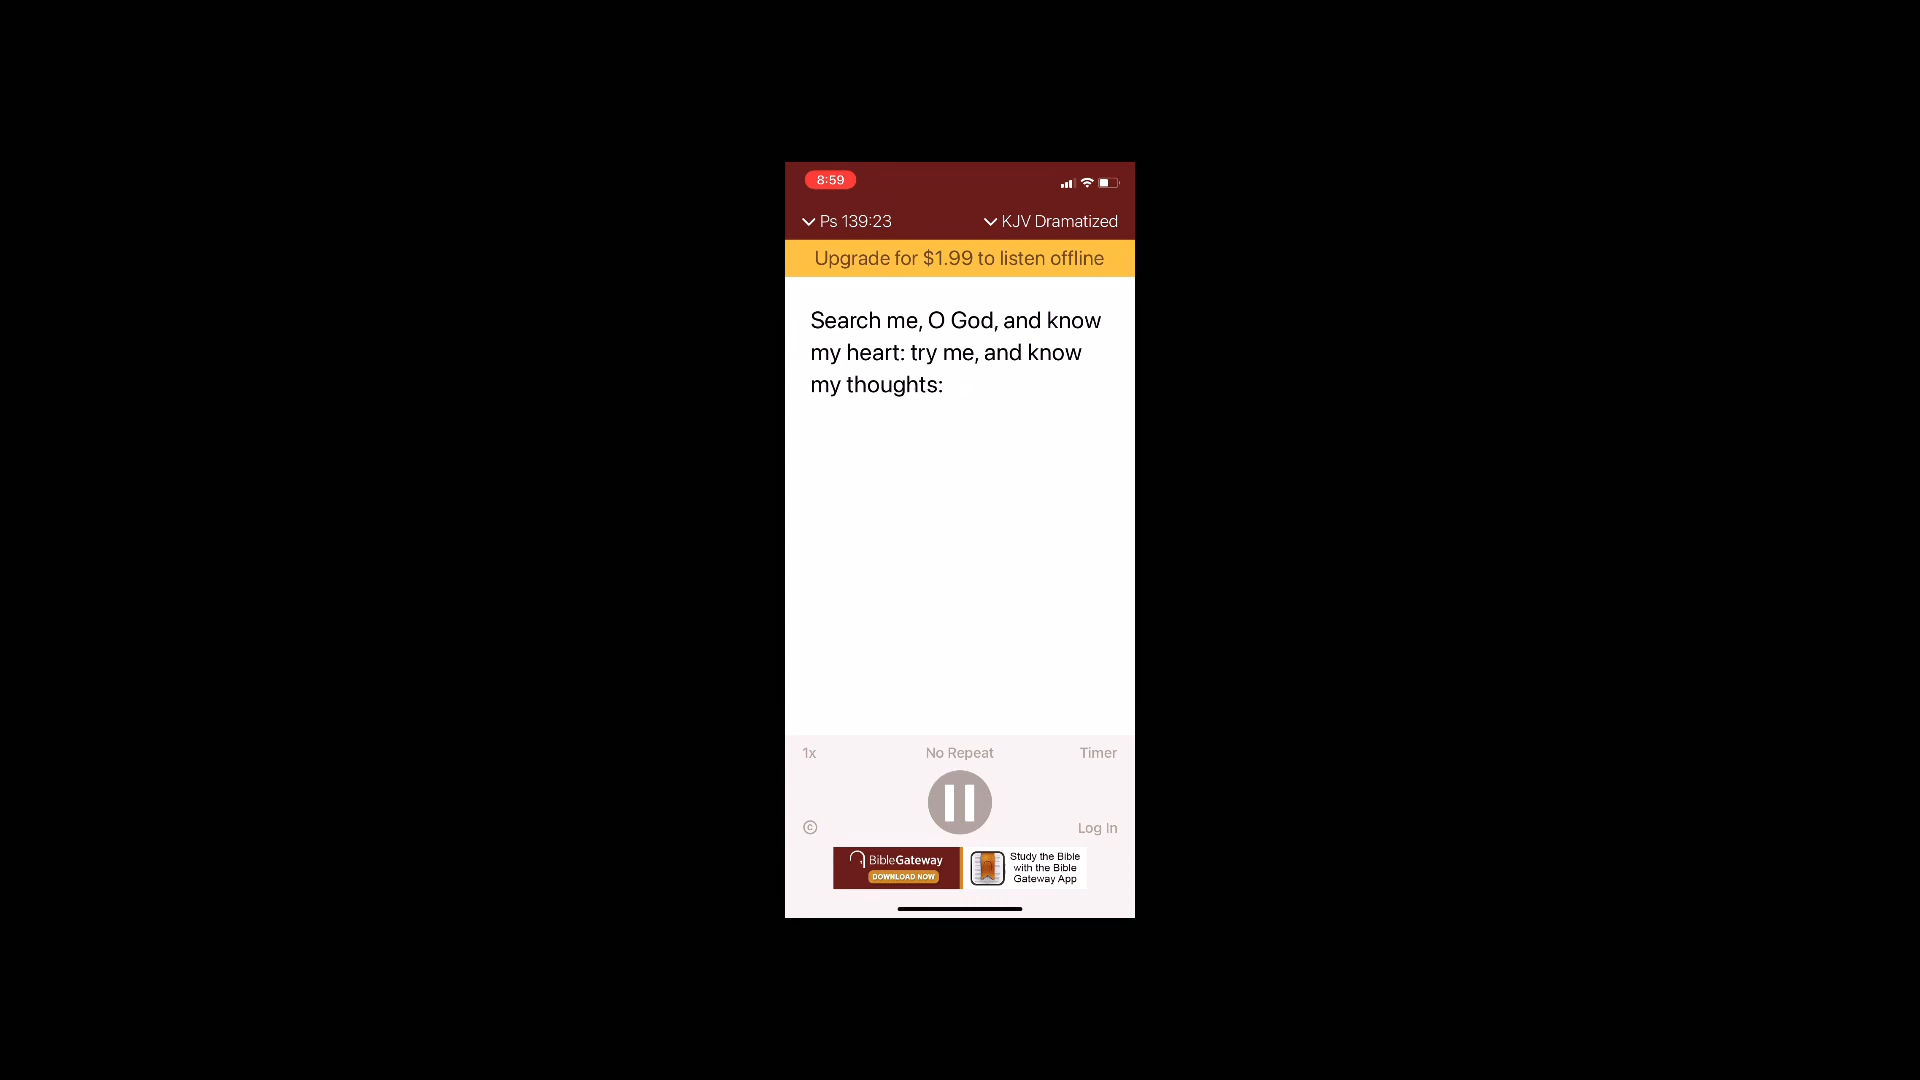 8:59
Ps 139:23
KJV Dramatized
Upgrade for $1.99 to listen offline
Search me, O God, and know
my heart: try me, and know
my thoughts:
1x
No Repeat
Timer
©
Log In
BibleGateway
DOWNLOAD NOW
Study the Bible
with the Bible
Gateway App